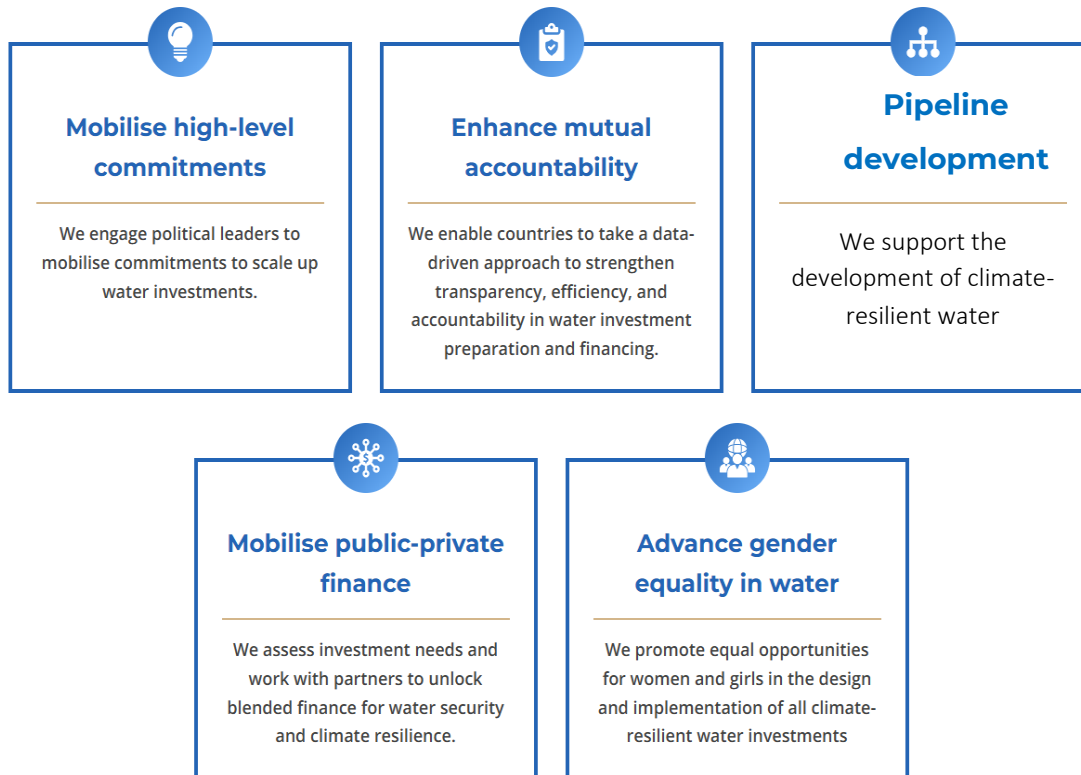 Mobilise high-level
commitments
We engage political leaders to
mobilise commitments to scale up
water investments.
Enhance mutual
accountability
We enable countries to take a data-
driven approach to strengthen
transparency, efficiency, and
accountability in water investment
preparation and financing.
Pipeline
development
We support the
development of climate-
resilient water
Mobilise public-private
finance
We assess investment needs and
work with partners to unlock
blended finance for water security
and climate resilience.
Advance gender
equality in water
We promote equal opportunities
for women and girls in the design
and implementation of all climate-
resilient water investments